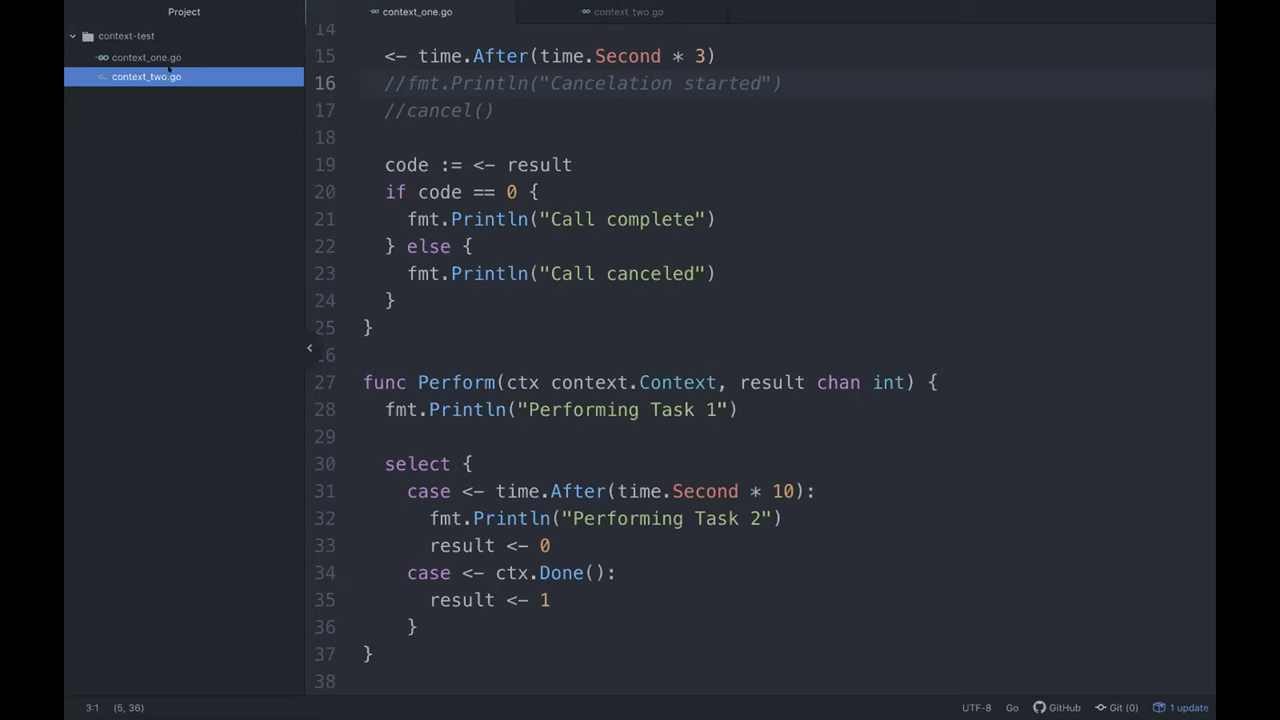 Project
context_one.go
context_two.go
context-test
context_one.go
context_two.go
14
15 <- time.After(time.Second * 3)
16 //fmt.Println("Cancelation started")
17 //cancel()
18
19 code := <- result
20 if code == 0 {
21 fmt.Println("Call complete")
22 } else {
23 fmt.Println("Call canceled")
24 }
25 }
26
27 func Perform(ctx context.Context, result chan int) {
28 fmt.Println("Performing Task 1")
29
30 select {
31 case <- time.After(time.Second * 10):
32 fmt.Println("Performing Task 2")
33 result <- 0
34 case <- ctx.Done():
35 result <- 1
36 }
37 }
38
3:1 (5, 36) UTF-8 Go GitHub Git (0) 1 update